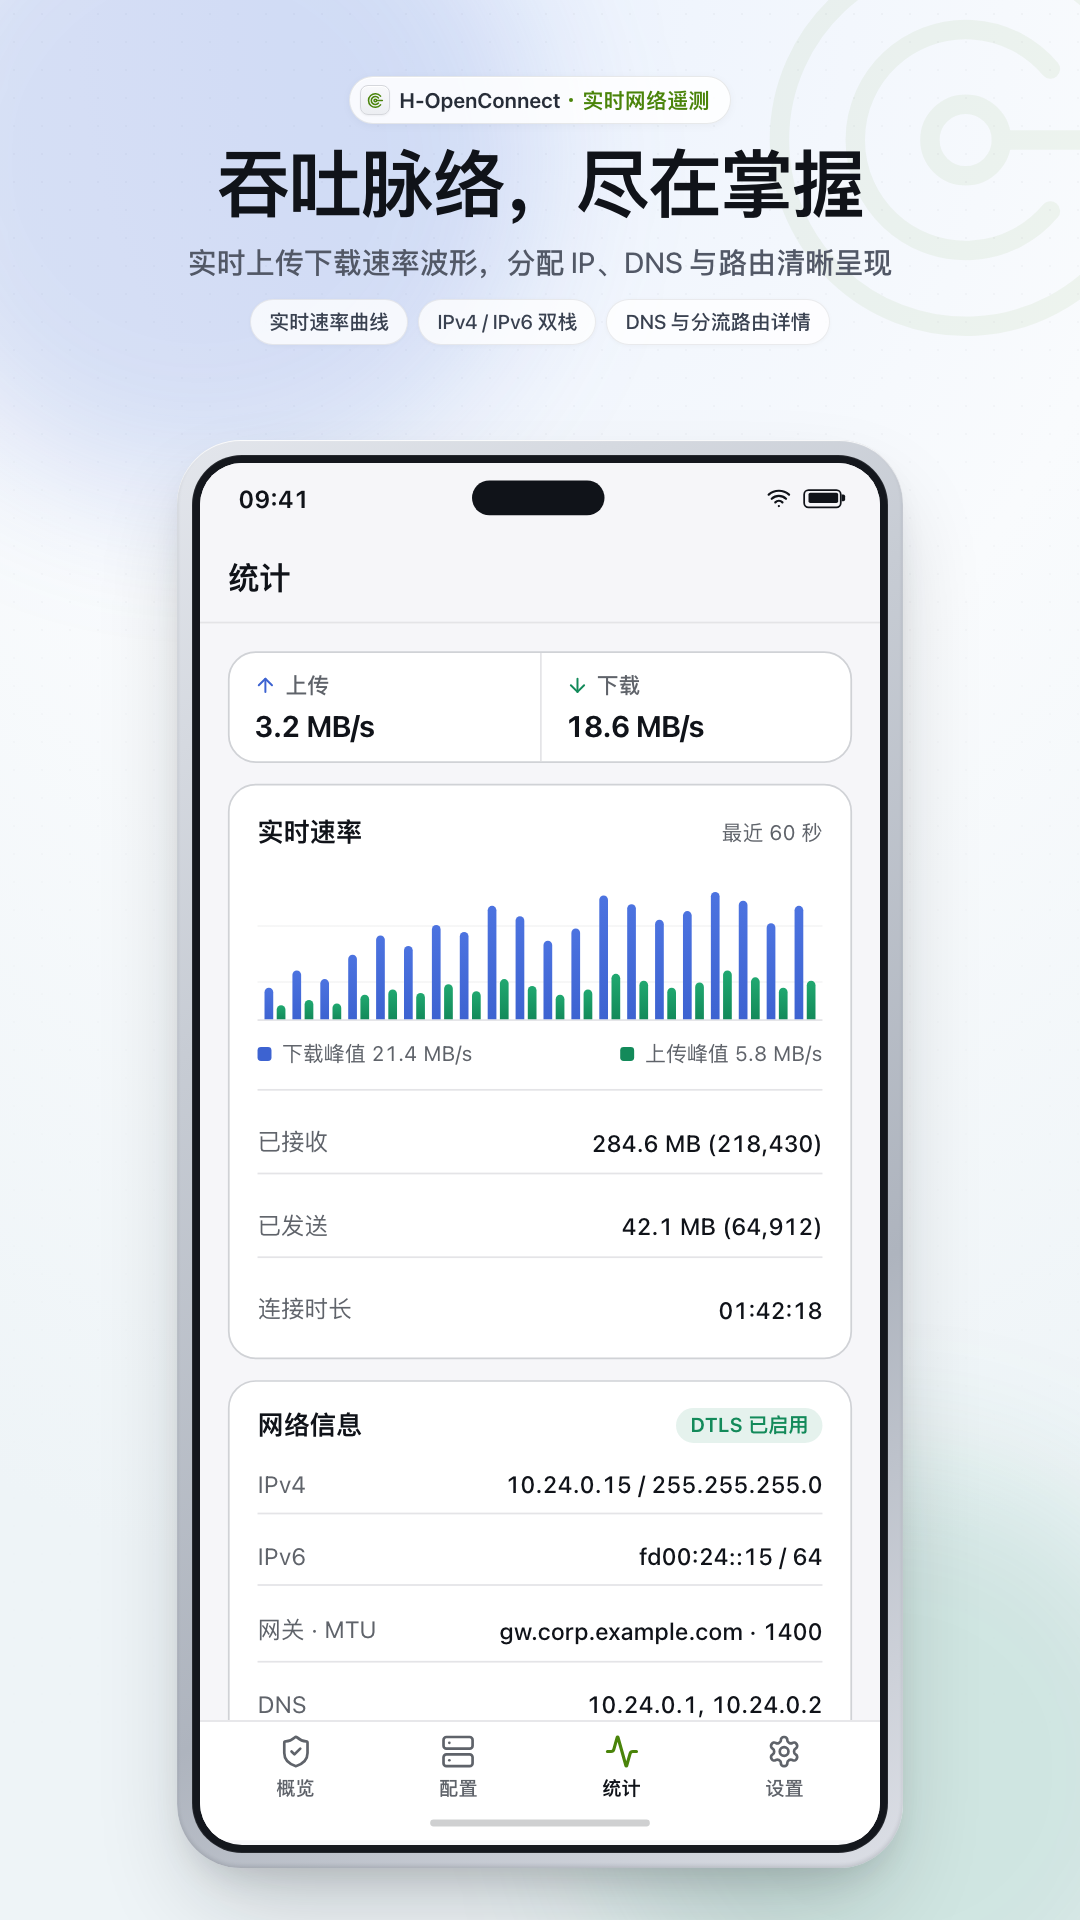 H-OpenConnect · 实时网络遥测
吞吐脉络，尽在掌握
实时上传下载速率波形，分配 IP、DNS 与路由清晰呈现
实时速率曲线
IPv4 / IPv6 双栈
DNS 与分流路由详情
09:41
统计
上传
下载
3.2 MB/s
18.6 MB/s
实时速率
最近 60 秒
下载峰值 21.4 MB/s
上传峰值 5.8 MB/s
已接收
284.6 MB (218,430)
已发送
42.1 MB (64,912)
连接时长
01:42:18
网络信息
DTLS 已启用
IPv4
10.24.0.15 / 255.255.255.0
IPv6
fd00:24::15 / 64
网关 · MTU
gw.corp.example.com · 1400
DNS
10.24.0.1, 10.24.0.2
概览
配置
统计
设置